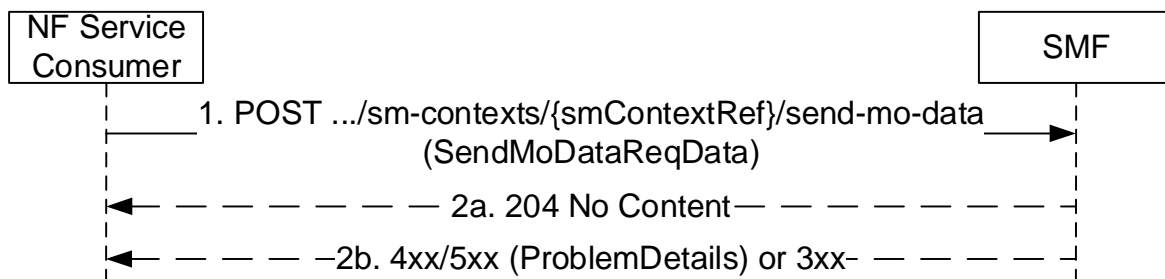 NF Service
Consumer
SMF
1. POST .../sm-contexts/{smContextRef}/send-mo-data
(SendMoDataReqData)
2a. 204 No Content
2b. 4xx/5xx (ProblemDetails) or 3xx